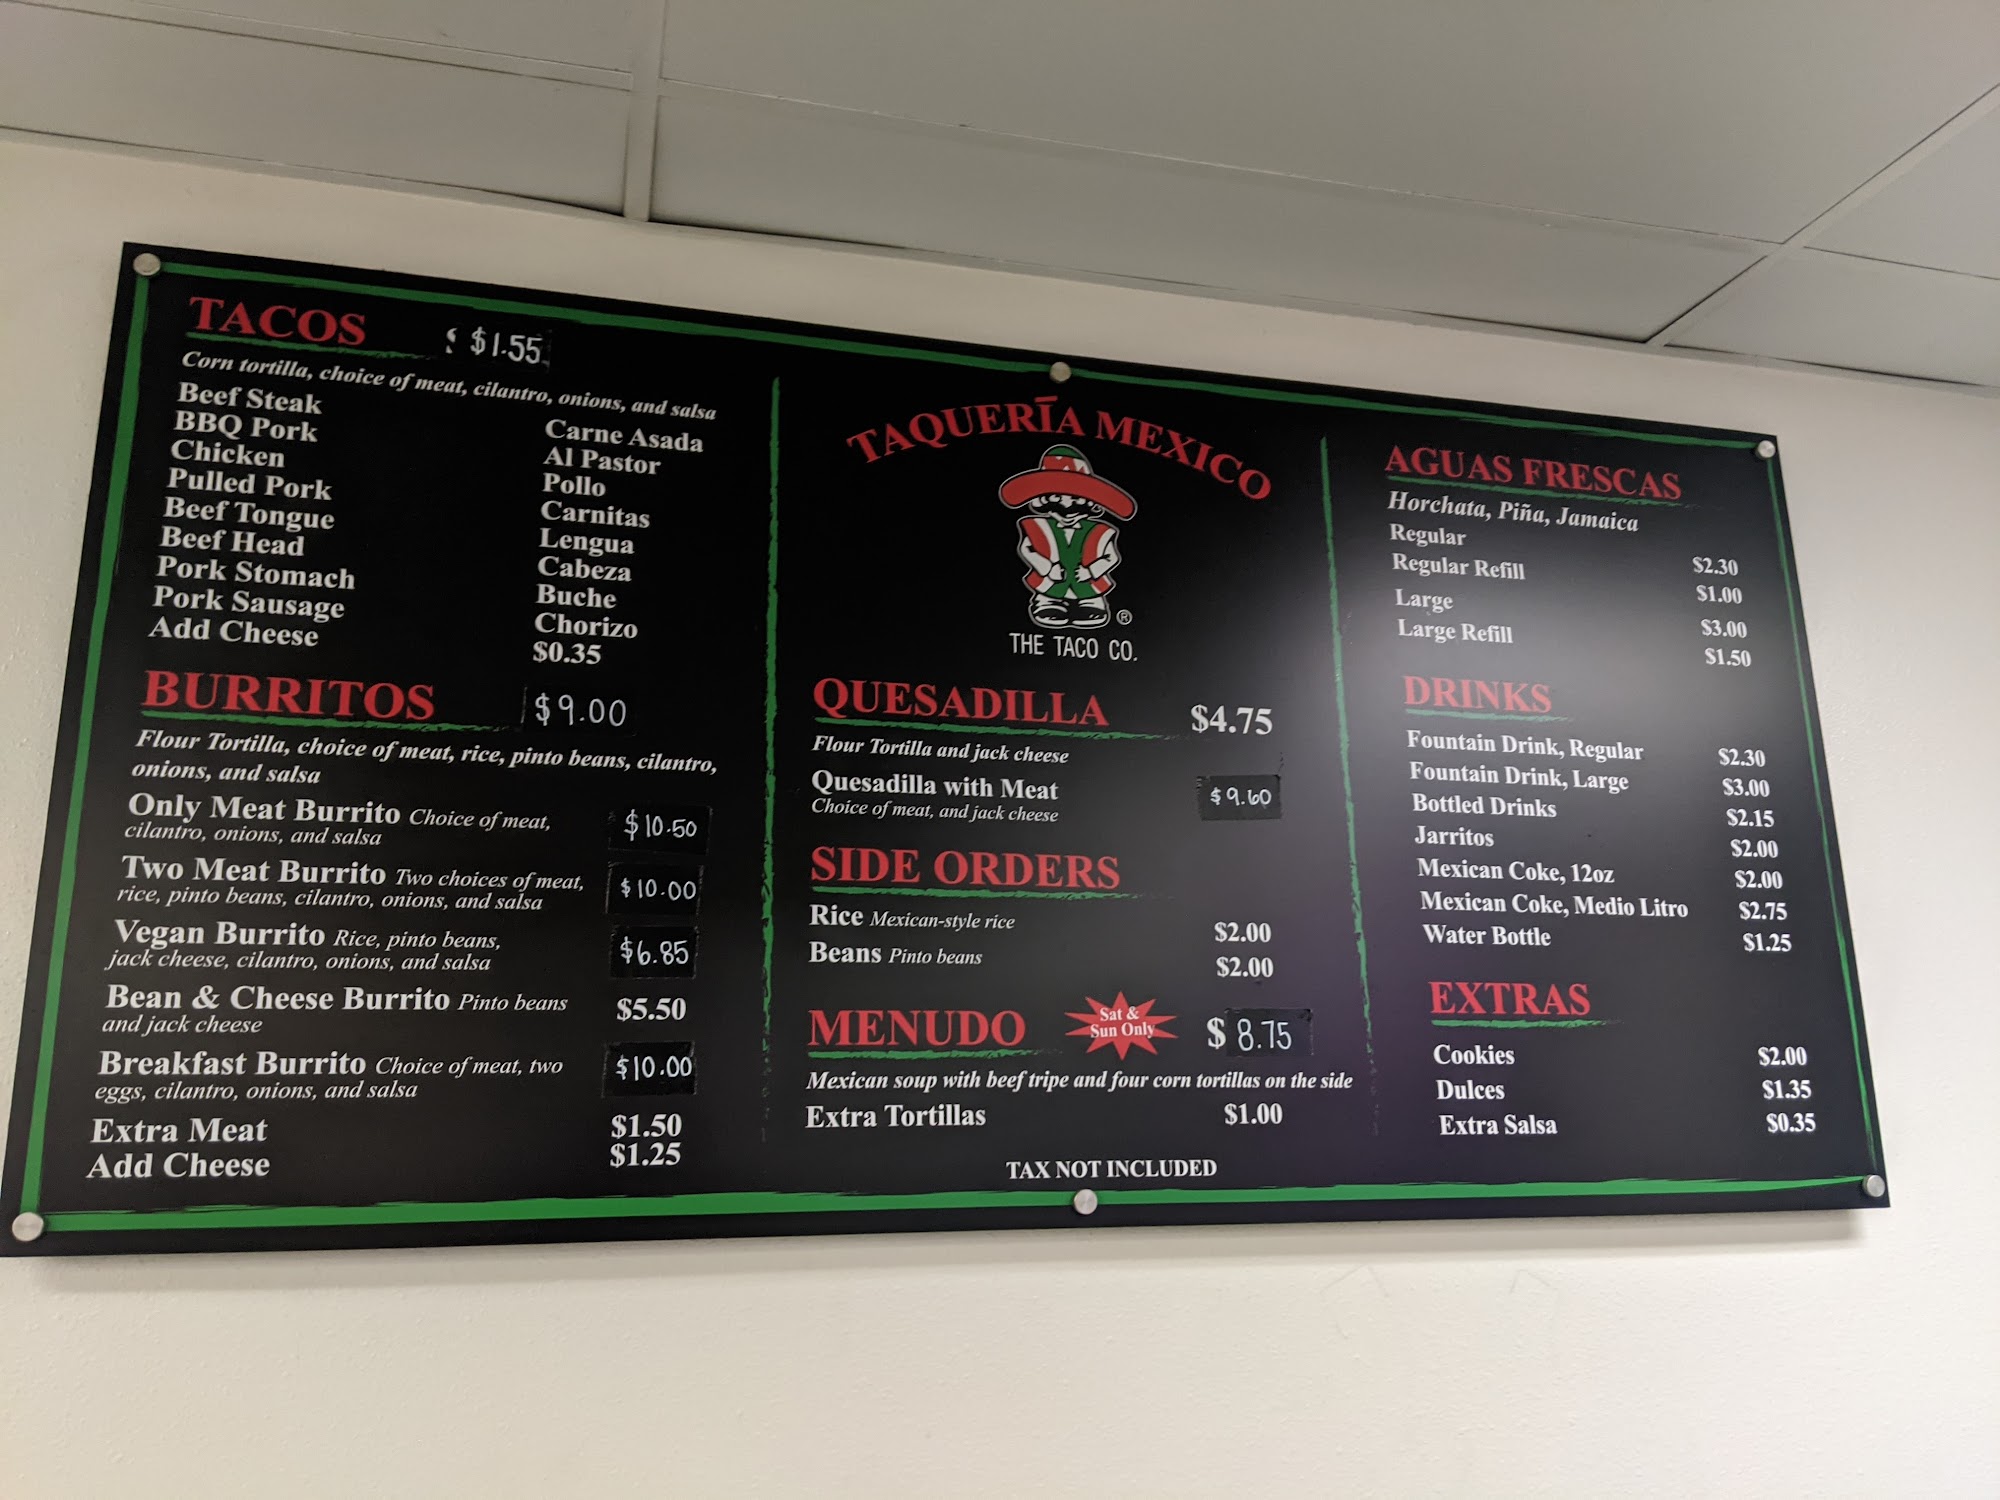 TACOS $1.55
Corn tortilla, choice of meat, cilantro, onions, and salsa
Beef Steak Carne Asada
BBQ Pork Al Pastor
Chicken Pollo
Pulled Pork Carnitas
Beef Tongue Lengua
Beef Head Cabeza
Pork Stomach Buche
Pork Sausage Chorizo
Add Cheese $0.35
BURRITOS $9.00
Flour Tortilla, choice of meat, rice, pinto beans, cilantro,
onions, and salsa
Only Meat Burrito Choice of meat, $10.50
cilantro, onions, and salsa
Two Meat Burrito Two choices of meat, $10.00
rice, pinto beans, cilantro, onions, and salsa
Vegan Burrito Rice, pinto beans, $6.85
jack cheese, cilantro, onions, and salsa
Bean & Cheese Burrito Pinto beans $5.50
and jack cheese
Breakfast Burrito Choice of meat, two $10.00
eggs, cilantro, onions, and salsa
Extra Meat $1.50
Add Cheese $1.25
TAQUERÍA MEXICO
®
THE TACO CO.
QUESADILLA $4.75
Flour Tortilla and jack cheese
Quesadilla with Meat $9.60
Choice of meat, and jack cheese
SIDE ORDERS
Rice Mexican-style rice $2.00
Beans Pinto beans $2.00
MENUDO Sat & $8.75
Sun Only
Mexican soup with beef tripe and four corn tortillas on the side
Extra Tortillas $1.00
TAX NOT INCLUDED
AGUAS FRESCAS
Horchata, Piña, Jamaica
Regular $2.30
Regular Refill $1.00
Large $3.00
Large Refill $1.50
DRINKS
Fountain Drink, Regular $2.30
Fountain Drink, Large $3.00
Bottled Drinks $2.15
Jarritos $2.00
Mexican Coke, 12oz $2.00
Mexican Coke, Medio Litro $2.75
Water Bottle $1.25
EXTRAS
Cookies $2.00
Dulces $1.35
Extra Salsa $0.35